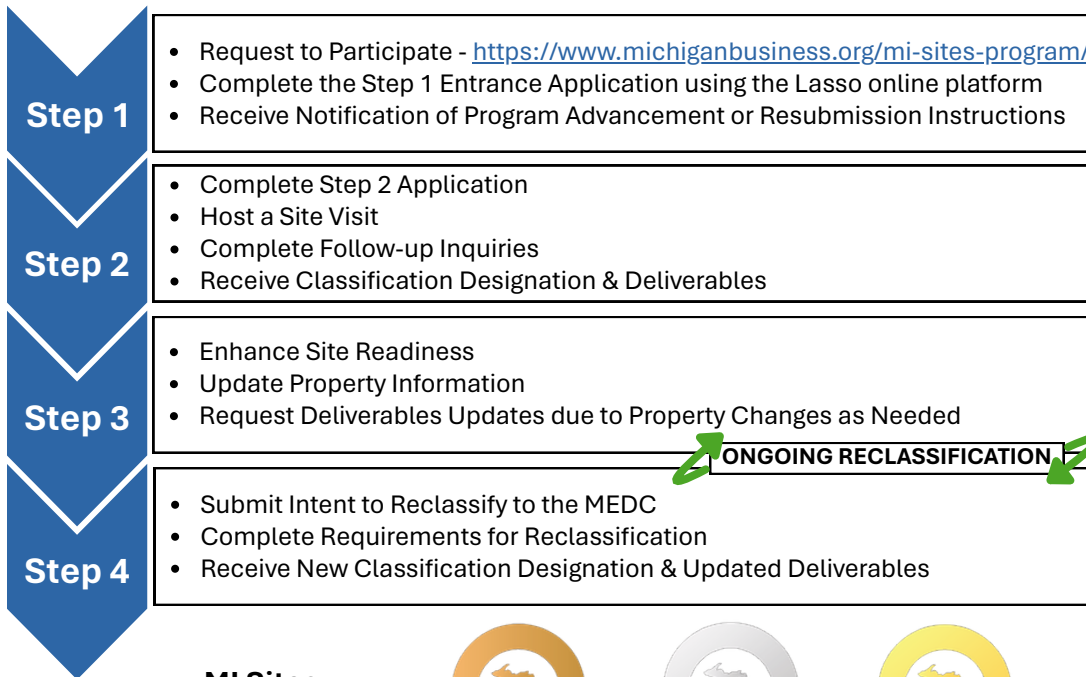 Step 1
• Request to Participate - https://www.michiganbusiness.org/mi-sites-program/
• Complete the Step 1 Entrance Application using the Lasso online platform
• Receive Notification of Program Advancement or Resubmission Instructions
Step 2
• Complete Step 2 Application
• Host a Site Visit
• Complete Follow-up Inquiries
• Receive Classification Designation & Deliverables
Step 3
• Enhance Site Readiness
• Update Property Information
• Request Deliverables Updates due to Property Changes as Needed
ONGOING RECLASSIFICATION
Step 4
• Submit Intent to Reclassify to the MEDC
• Complete Requirements for Reclassification
• Receive New Classification Designation & Updated Deliverables
MI Sites